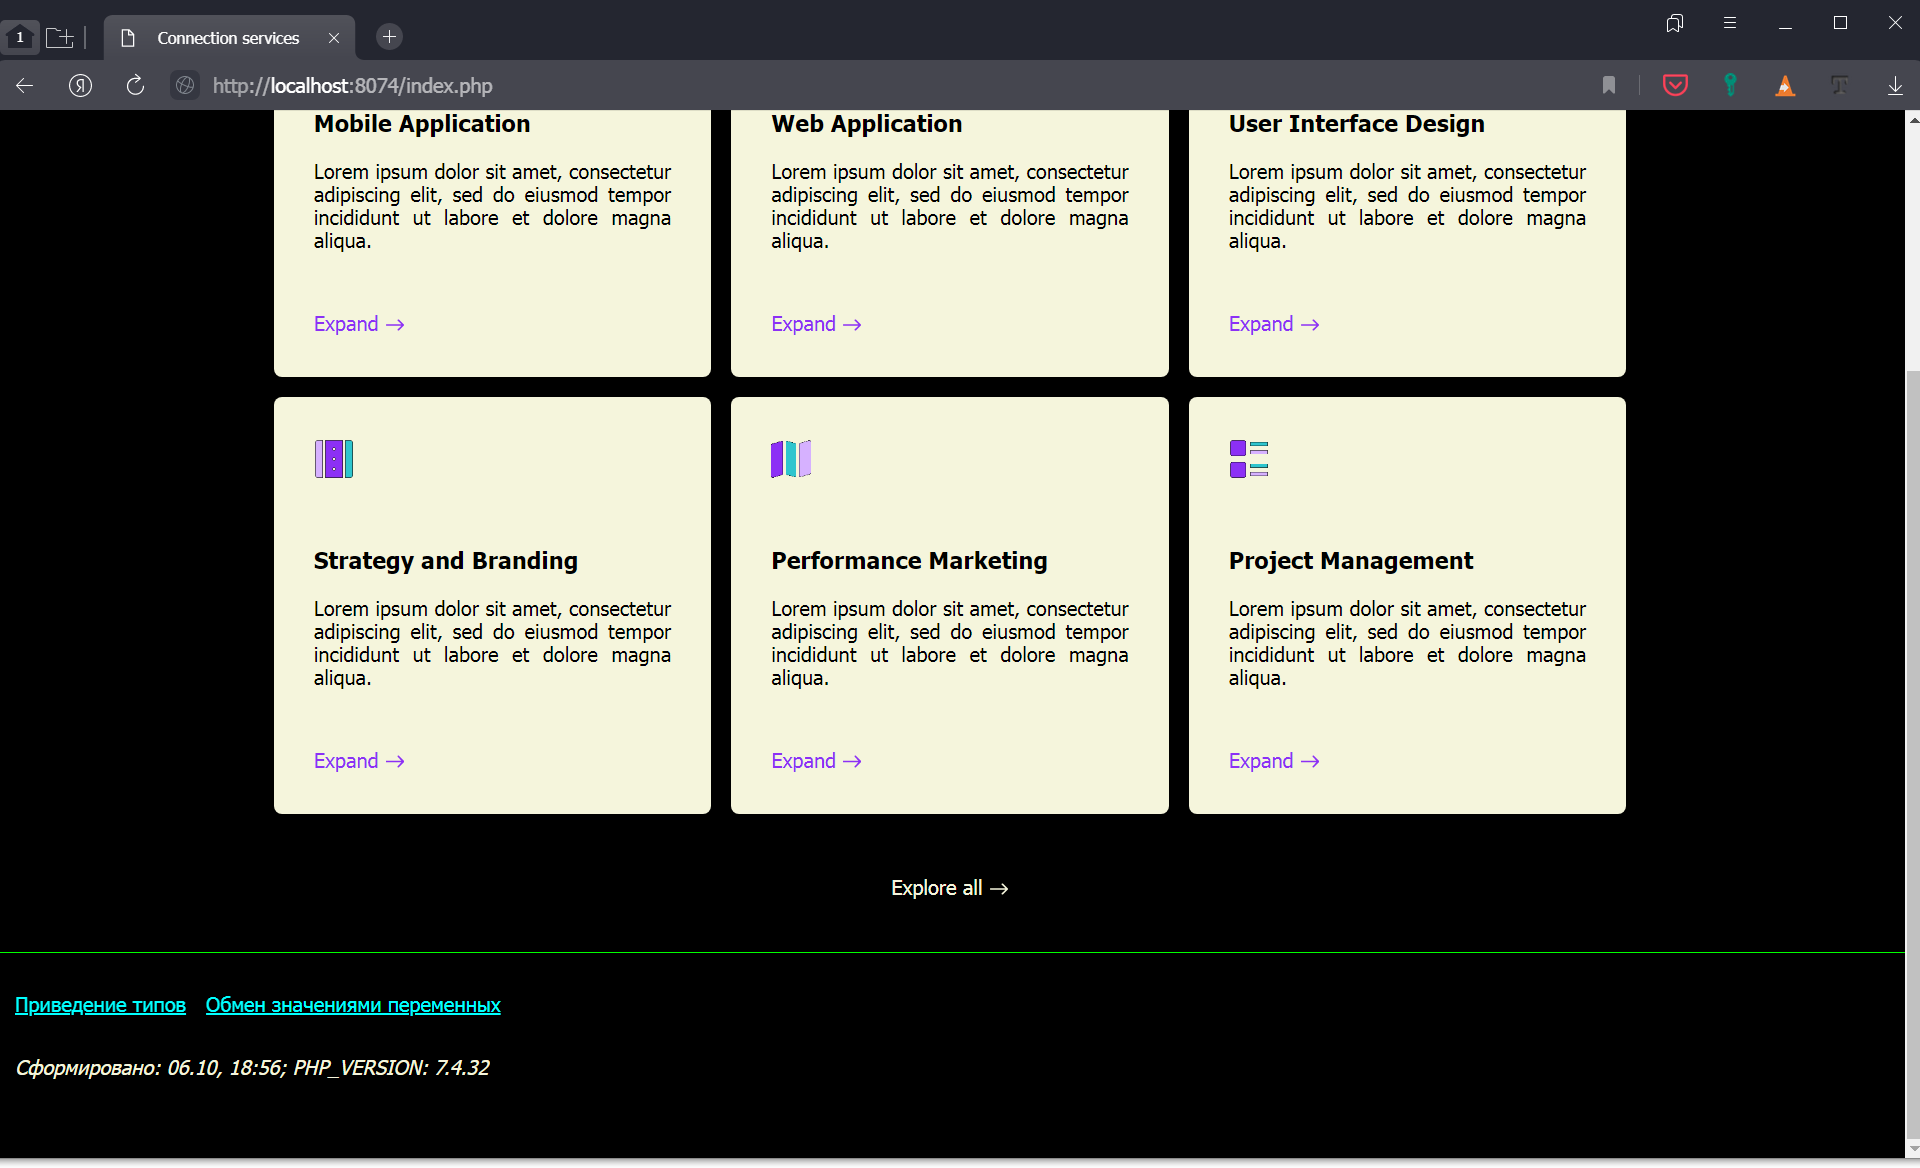 1
Connection services
Я
http://localhost:8074/index.php
Mobile Application
Lorem ipsum dolor sit amet, consectetur
adipiscing elit, sed do eiusmod tempor
incididunt ut labore et dolore magna
aliqua.
Expand →
Web Application
Lorem ipsum dolor sit amet, consectetur
adipiscing elit, sed do eiusmod tempor
incididunt ut labore et dolore magna
aliqua.
Expand →
User Interface Design
Lorem ipsum dolor sit amet, consectetur
adipiscing elit, sed do eiusmod tempor
incididunt ut labore et dolore magna
aliqua.
Expand →
Strategy and Branding
Lorem ipsum dolor sit amet, consectetur
adipiscing elit, sed do eiusmod tempor
incididunt ut labore et dolore magna
aliqua.
Expand →
Performance Marketing
Lorem ipsum dolor sit amet, consectetur
adipiscing elit, sed do eiusmod tempor
incididunt ut labore et dolore magna
aliqua.
Expand →
Project Management
Lorem ipsum dolor sit amet, consectetur
adipiscing elit, sed do eiusmod tempor
incididunt ut labore et dolore magna
aliqua.
Expand →
Explore all →
Приведение типов Обмен значениями переменных
Сформировано: 06.10, 18:56; PHP_VERSION: 7.4.32